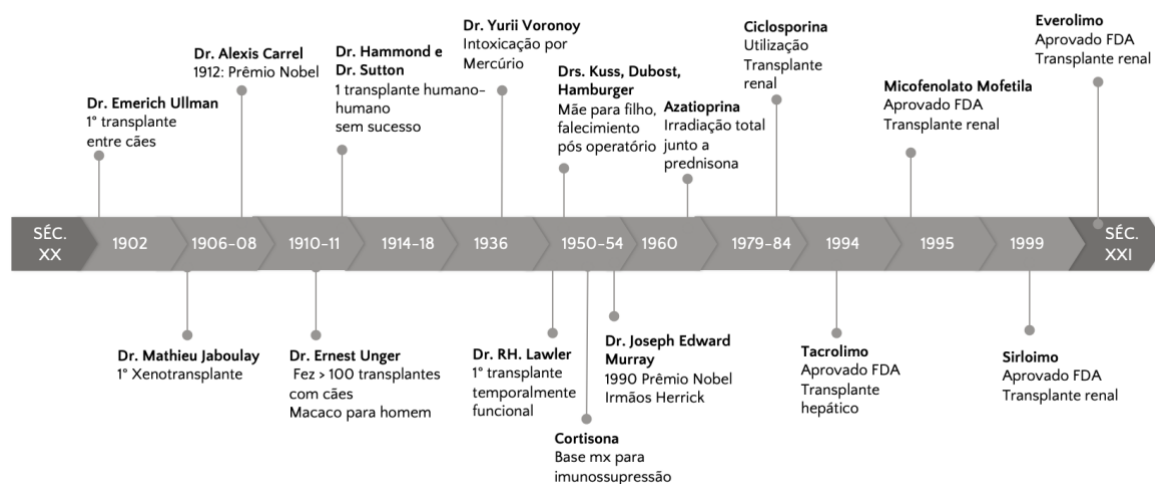 Dr. Emerich Ullman
1° transplante
entre cães
Dr. Alexis Carrel
1912: Prêmio Nobel
Dr. Hammond e
Dr. Sutton
1 transplante humano-
humano
sem sucesso
Dr. Yurii Voronoy
Intoxicação por
Mercúrio
Drs. Kuss, Dubost,
Hamburger
Mãe para filho,
falecimiento
pós operatório
Azatioprina
Irradiação total
junto a
prednisona
Ciclosporina
Utilização
Transplante
renal
Micofenolato Mofetila
Aprovado FDA
Transplante renal
Everolimo
Aprovado FDA
Transplante renal
SÉC.
XX
1902
1906-08
1910-11
1914-18
1936
1950-54
1960
1979-84
1994
1995
1999
SÉC.
XXI
Dr. Mathieu Jaboulay
1° Xenotransplante
Dr. Ernest Unger
Fez > 100 transplantes
com cães
Macaco para homem
Dr. RH. Lawler
1° transplante
temporalmente
funcional
Cortisona
Base mx para
imunossupressão
Dr. Joseph Edward
Murray
1990 Prêmio Nobel
Irmãos Herrick
Tacrolimo
Aprovado FDA
Transplante
hepático
Sirloimo
Aprovado FDA
Transplante renal